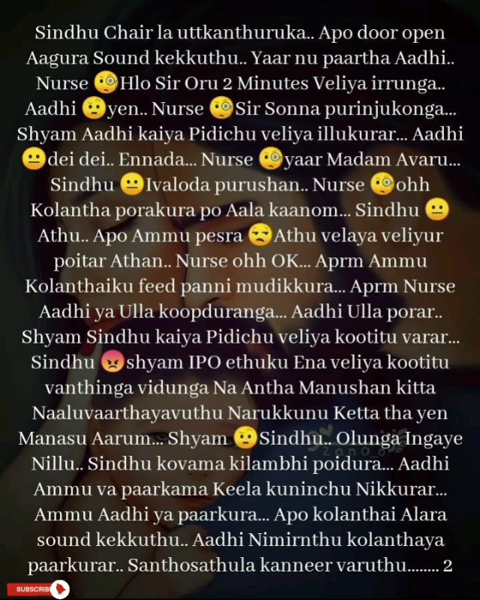 Sindhu Chair la uttkanthuruka.. Apo door open
Aagura Sound kekkuthu.. Yaar nu paartha Aadhi..
Nurse 🧐Hlo Sir Oru 2 Minutes Veliya irrunga..
Aadhi 🤨yen.. Nurse 🧐Sir Sonna purinjukonga...
Shyam Aadhi kaiya Pidichu veliya illukurar... Aadhi
😐dei dei.. Ennada... Nurse 🧐yaar Madam Avaru...
Sindhu 😐Ivaloda purushan.. Nurse 🧐ohh
Kolantha porakura po Aala kaanom... Sindhu 😐
Athu.. Apo Ammu pesra 😒Athu velaya veliyur
poitar Athan.. Nurse ohh OK... Aprm Ammu
Kolanthaiku feed panni mudikkura... Aprm Nurse
Aadhi ya Ulla koopduranga... Aadhi Ulla porar..
Shyam Sindhu kaiya Pidichu veliya kootitu varar...
Sindhu 😡shyam IPO ethuku Ena veliya kootitu
vanthinga vidunga Na Antha Manushan kitta
Naaluvaarthayavuthu Narukkunu Ketta tha yen
Manasu Aarum... Shyam 🤨Sindhu.. Olunga Ingaye
Nillu.. Sindhu kovama kilambhi poidura... Aadhi
Ammu va paarkama Keela kuninchu Nikkurar...
Ammu Aadhi ya paarkura... Apo kolanthai Alara
sound kekkuthu.. Aadhi Nimirnthu kolanthaya
paarkurar.. Santhosathula kanneer varuthu........ 2